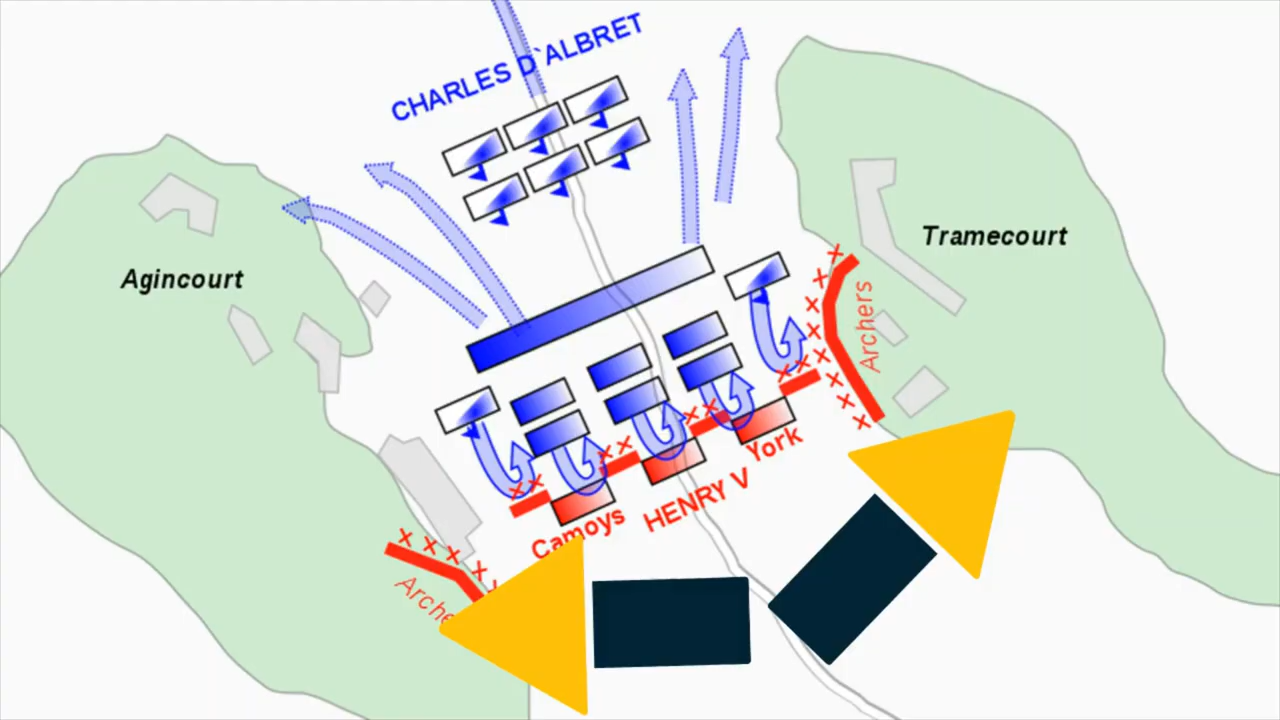 CHARLES D`ALBRET
Tramecourt
Agincourt
Archers
York
HENRY V
Camoys